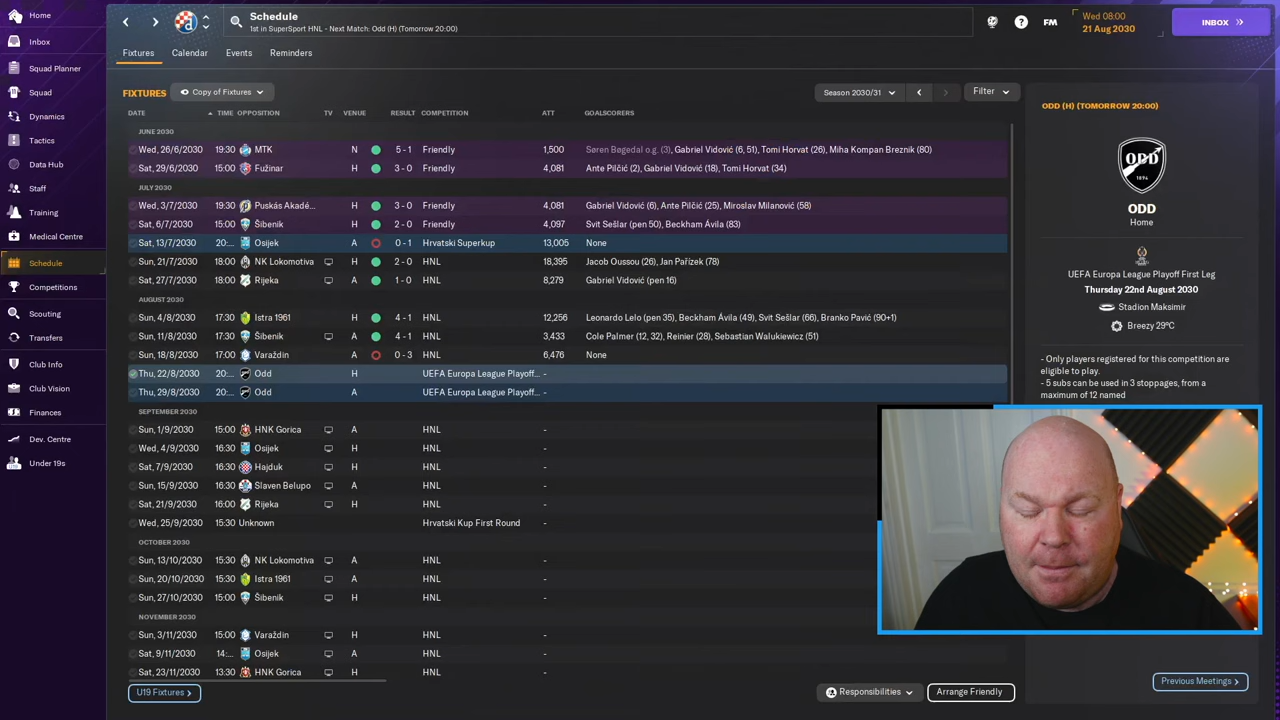 Home
Inbox
Squad Planner
Squad
Dynamics
Tactics
Data Hub
Staff
Training
Medical Centre
Schedule
Competitions
Scouting
Transfers
Club Info
Club Vision
Finances
Dev. Centre
Under 19s
Schedule
1st in SuperSport HNL - Next Match: Odd (H) (Tomorrow 20:00)
FM
Wed 08:00
21 Aug 2030
INBOX
Fixtures Calendar Events Reminders
FIXTURES Copy of Fixtures Season 2030/31 Filter
DATE TIME OPPOSITION TV VENUE RESULT COMPETITION ATT GOALSCORERS
JUNE 2030
Wed, 26/6/2030 19:30 MTK N 5 - 1 Friendly 1,500 Søren Bøgedal o.g. (3), Gabriel Vidović (6, 51), Tomi Horvat (26), Miha Kompan Breznik (80)
Sat, 29/6/2030 15:00 Fužinar H 3 - 0 Friendly 4,081 Ante Pilčić (2), Gabriel Vidović (18), Tomi Horvat (34)
JULY 2030
Wed, 3/7/2030 19:30 Puskás Akadé... H 3 - 0 Friendly 4,081 Gabriel Vidović (6), Ante Pilčić (25), Miroslav Milanović (58)
Sat, 6/7/2030 15:00 Šibenik H 2 - 0 Friendly 4,097 Svit Sešlar (pen 50), Beckham Ávila (83)
Sat, 13/7/2030 20:... Osijek A 0 - 1 Hrvatski Superkup 13,005 None
Sun, 21/7/2030 18:00 NK Lokomotiva H 2 - 0 HNL 18,395 Jacob Oussou (26), Jan Pařízek (78)
Sat, 27/7/2030 18:00 Rijeka A 1 - 0 HNL 8,279 Gabriel Vidović (pen 16)
AUGUST 2030
Sun, 4/8/2030 17:30 Istra 1961 H 4 - 1 HNL 12,256 Leonardo Lelo (pen 35), Beckham Ávila (49), Svit Sešlar (66), Branko Pavić (90+1)
Sun, 11/8/2030 17:30 Šibenik A 4 - 1 HNL 3,433 Cole Palmer (12, 32), Reinier (28), Sebastian Walukiewicz (51)
Sun, 18/8/2030 17:00 Varaždin A 0 - 3 HNL 6,476 None
Thu, 22/8/2030 20:... Odd H UEFA Europa League Playoff... -
Thu, 29/8/2030 20:... Odd A UEFA Europa League Playoff... -
SEPTEMBER 2030
Sun, 1/9/2030 15:00 HNK Gorica A HNL -
Wed, 4/9/2030 16:30 Osijek H HNL -
Sat, 7/9/2030 16:30 Hajduk H HNL -
Sun, 15/9/2030 16:30 Slaven Belupo A HNL -
Sat, 21/9/2030 16:00 Rijeka H HNL -
Wed, 25/9/2030 15:30 Unknown Hrvatski Kup First Round -
OCTOBER 2030
Sun, 13/10/2030 15:30 NK Lokomotiva A HNL -
Sun, 20/10/2030 15:30 Istra 1961 A HNL -
Sun, 27/10/2030 15:00 Šibenik H HNL -
NOVEMBER 2030
Sun, 3/11/2030 15:00 Varaždin H HNL -
Sat, 9/11/2030 14:... Osijek A HNL -
Sat, 23/11/2030 13:30 HNK Gorica H HNL -
U19 Fixtures Responsibilities Arrange Friendly
ODD (H) (TOMORROW 20:00)
ODD
1894
ODD
Home
UEFA Europa League Playoff First Leg
Thursday 22nd August 2030
Stadion Maksimir
Breezy 29ºC
- Only players registered for this competition are
eligible to play.
- 5 subs can be used in 3 stoppages, from a
maximum of 12 named
Previous Meetings